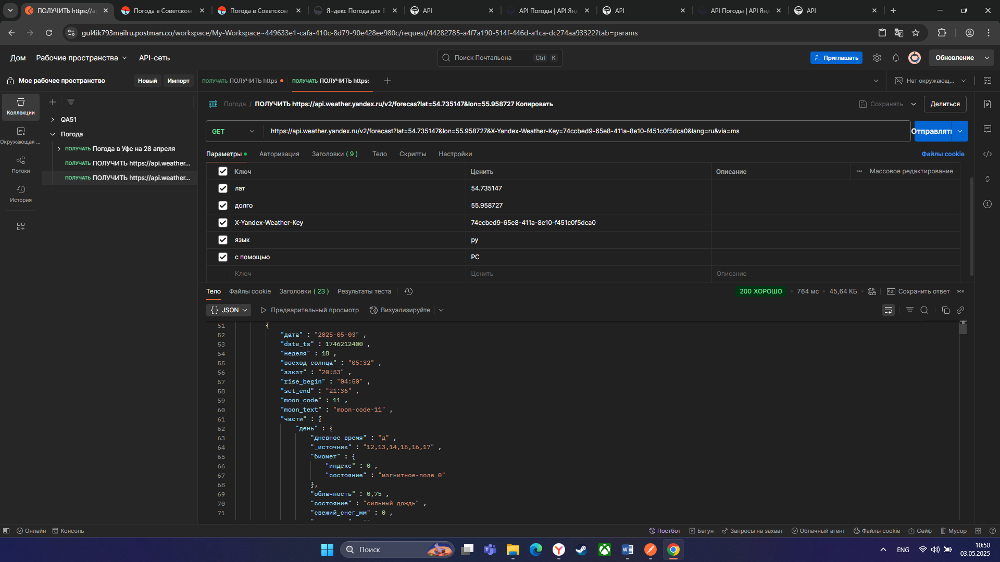 ПОЛУЧИТЬ https://a
Погода в Советском
Погода в Советском
Яндекс Погода для Б
API
API Погоды | API Ян
API
API Погоды | API Ян
API
gul4ik793mailru.postman.co/workspace/My-Workspace~449633e1-cafa-410c-8d79-90e428ee980c/request/44282785-a4f7a190-514f-446d-a1ca-dc274aa93322?tab=params
Дом Рабочие пространства API-сеть
Поиск Почтальона Ctrl K
Приглашать Обновление
Мое рабочее пространство Новый Импорт
ПОЛУЧАТЬ ПОЛУЧИТЬ https
ПОЛУЧАТЬ ПОЛУЧИТЬ https:
Нет окружающ...
Коллекции
Окружающая ...
Потоки
История
QA51
Погода
ПОЛУЧАТЬ Погода в Уфе на 28 апреля
ПОЛУЧАТЬ ПОЛУЧИТЬ https://api.weather...
ПОЛУЧАТЬ ПОЛУЧИТЬ https://api.weather...
HTTP Погода / ПОЛУЧИТЬ https://api.weather.yandex.ru/v2/forecas?lat=54.735147&lon=55.958727 Копировать
Сохранять Делиться
GET https://api.weather.yandex.ru/v2/forecast?lat=54.735147&lon=55.958727&X-Yandex-Weather-Key=74ccbed9-65e8-411a-8e10-f451c0f5dca0&lang=ru&via=ms
Отправлять
Параметры Авторизация Заголовки ( 9 ) Тело Скрипты Настройки Файлы cookie
Ключ Ценить Описание Массовое редактирование
лат 54.735147
долго 55.958727
X-Yandex-Weather-Key 74ccbed9-65e8-411a-8e10-f451c0f5dca0
язык ру
с помощью РС
Ключ Ценить Описание
Тело Файлы cookie Заголовки ( 23 ) Результаты теста
200 ХОРОШО 764 мс 45,64 КБ e.g. Сохранить ответ
{} JSON Предварительный просмотр Визуализируйте
51 {
52 "дата" : "2025-05-03" ,
53 "date_ts" : 1746212400 ,
54 "неделя" : 18 ,
55 "восход солнца" : "05:32" ,
56 "закат" : "20:53" ,
57 "rise_begin" : "04:50" ,
58 "set_end" : "21:36" ,
59 "moon_code" : 11 ,
60 "moon_text" : "moon-code-11" ,
61 "части" : {
62 "день" : {
63 "дневное время" : "д" ,
64 "_источник" : "12,13,14,15,16,17" ,
65 "биомет" : {
66 "индекс" : 0 ,
67 "состояние" : "магнитное-поле_0"
68 },
69 "облачность" : 0,75 ,
70 "состояние" : "сильный дождь" ,
71 "свежий_снег_мм" : 0 ,
Онлайн Консоль
Постбот Бегун Запросы на захват Облачный агент Файлы cookie Сейф Мусор
Поиск
ENG
10:50
03.05.2025